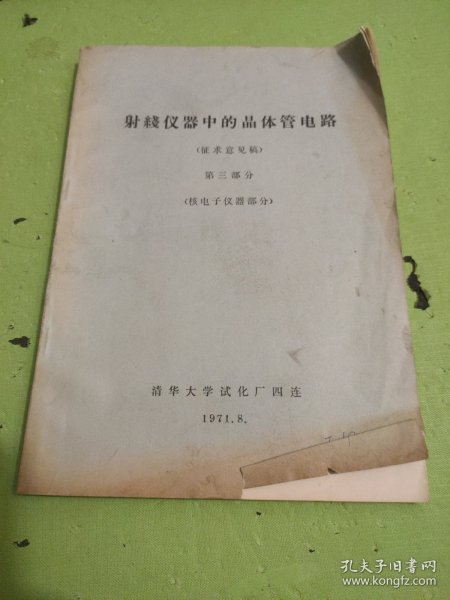 射綫仪器中的晶体管电路
(征求意见稿)
第三部分
(核电子仪器部分)
清华大学试化厂四连
1971.8.
孔夫子旧书网
www.kongfz.com